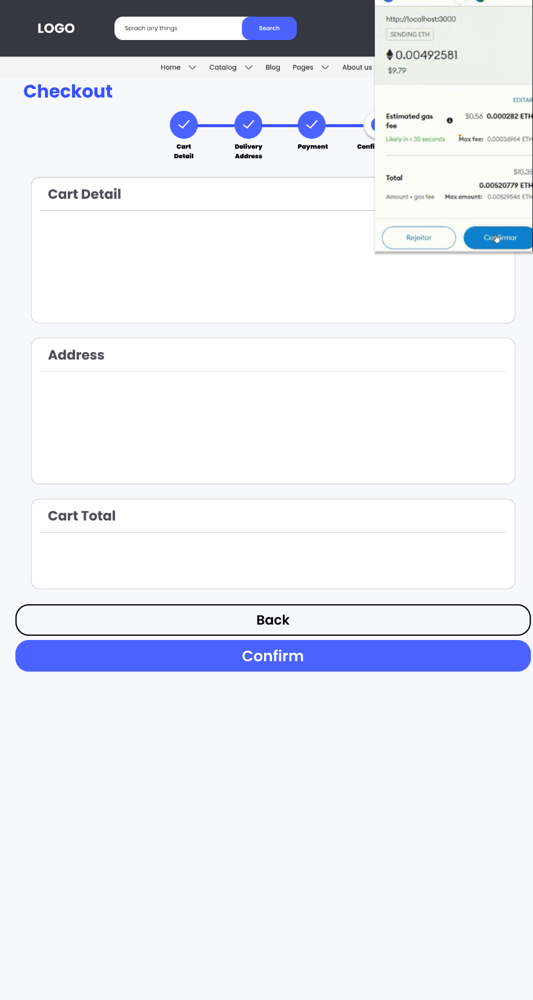 LOGO
Serach any things
Search
Home Catalog Blog Pages About us
Checkout
Cart
Detail
Delivery
Address
Payment
http://localhost:3000
SENDING ETH
0.00492581
$9.79
EDITAR
Estimated gas
fee
$0.56 0.000282 ETH
Likely in < 30 seconds
Max fee: 0.00036964 ETH
$10.35
Total
0.00520779 ETH
Amount + gas fee
Max amount: 0.00529546 ETH
Rejeitar
Confirmar
Cart Detail
Address
Cart Total
Back
Confirm